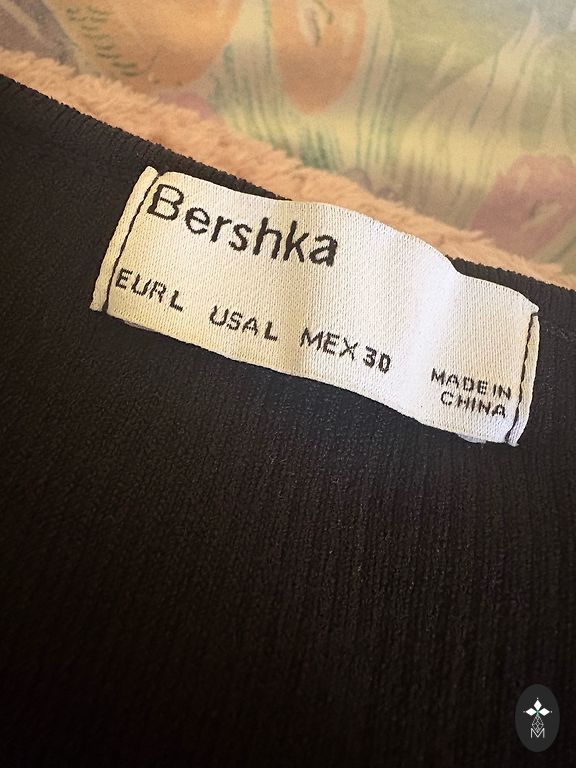 Bershka
EUR L USA L MEX 30
MADE IN
CHINA
M